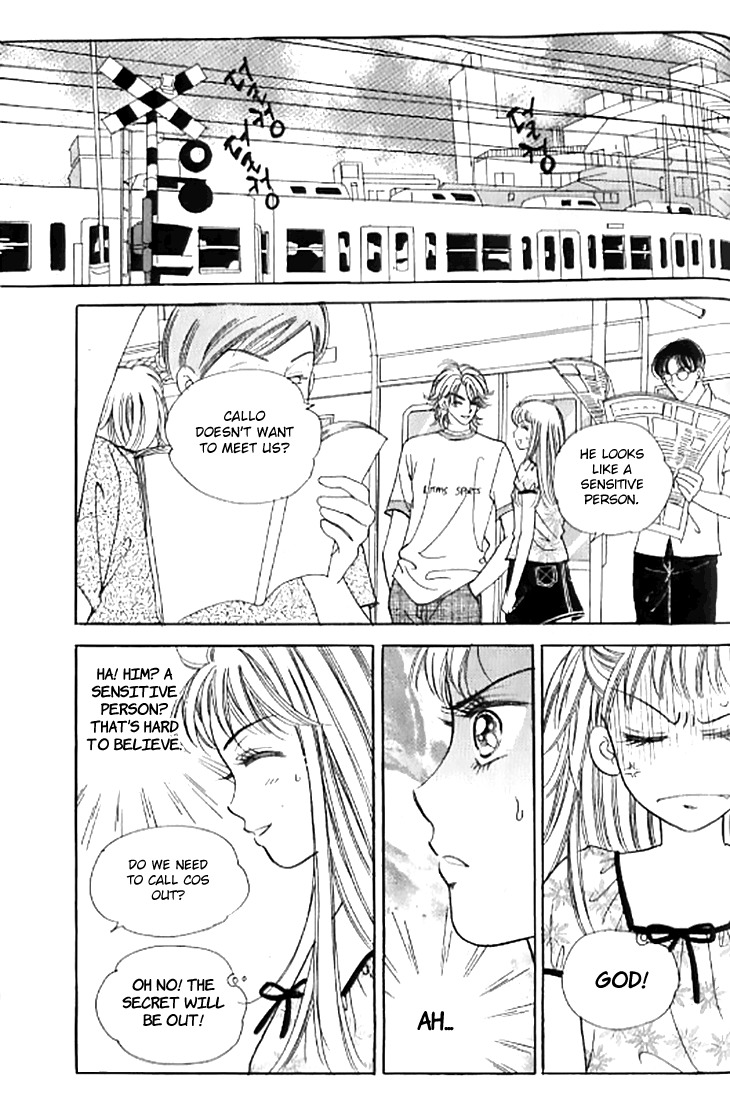 CALLO
DOESN'T WANT
TO MEET US?
HE LOOKS
LIKE A
SENSITIVE
PERSON.
HA! HIM? A
SENSITIVE
PERSON?
THAT'S HARD
TO BELIEVE.
DO WE NEED
TO CALL COS
OUT?
OH NO! THE
SECRET WILL
BE OUT!
AH...
GOD!